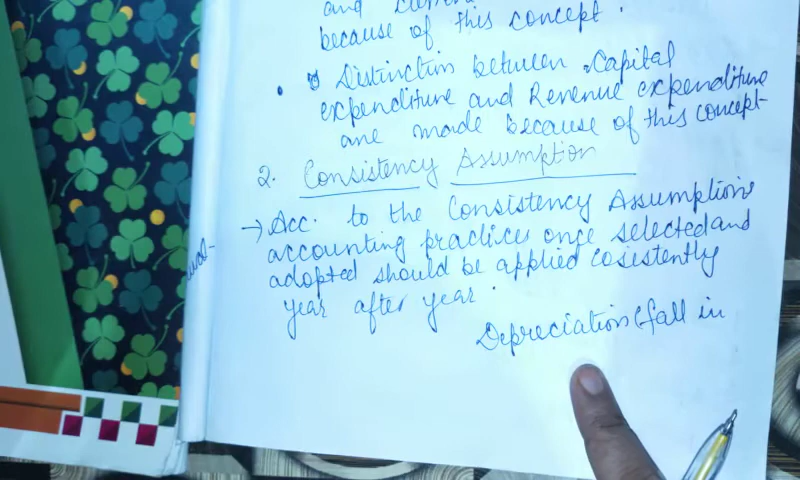 and
because of this concept.
• Distinction between Capital
expenditure and Revenue expenditure
are made because of this concept
2. Consistency Assumption
→ Acc. to the Consistency Assumptions
accounting practices once selected and
adopted should be applied cosistently
year after year.
Depreciation (fall in